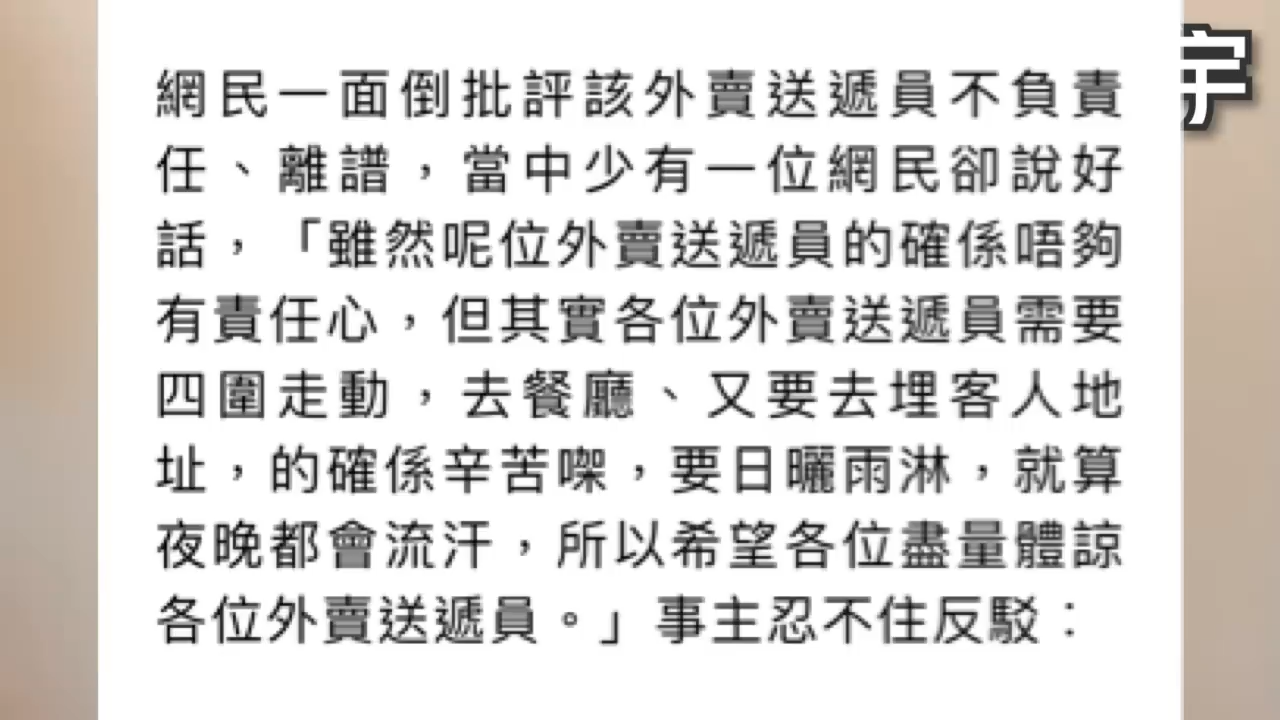 網民一面倒批評該外賣送遞員不負責
任、離譜，當中少有一位網民卻說好
話，「雖然呢位外賣送遞員的確係唔夠
有責任心，但其實各位外賣送遞員需要
四圍走動，去餐廳、又要去埋客人地
址，的確係辛苦㗎，要日曬雨淋，就算
夜晚都會流汗，所以希望各位盡量體諒
各位外賣送遞員。」事主忍不住反駁：